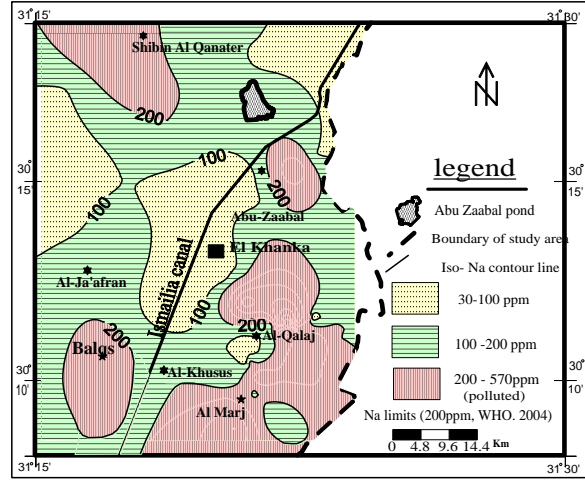 31° 15' 31° 30'
Shibin Al Qanater
200
N
100
30
15'
200
30
15'
legend
100
Abu-Zaabal
Abu Zaabal pond
El Khanka
Boundary of study area
Al-Ja'afran
Ismailia canal
Iso- Na contour line
30-100 ppm
100
200
200
Al-Qalaj
100 -200 ppm
Balqs
Al-Khusus
30
10'
200 - 570ppm
(polluted)
30
10'
Al Marj
Na limits (200ppm, WHO. 2004)
0 4.8 9.6 14.4 Km
31° 15' 31° 30'